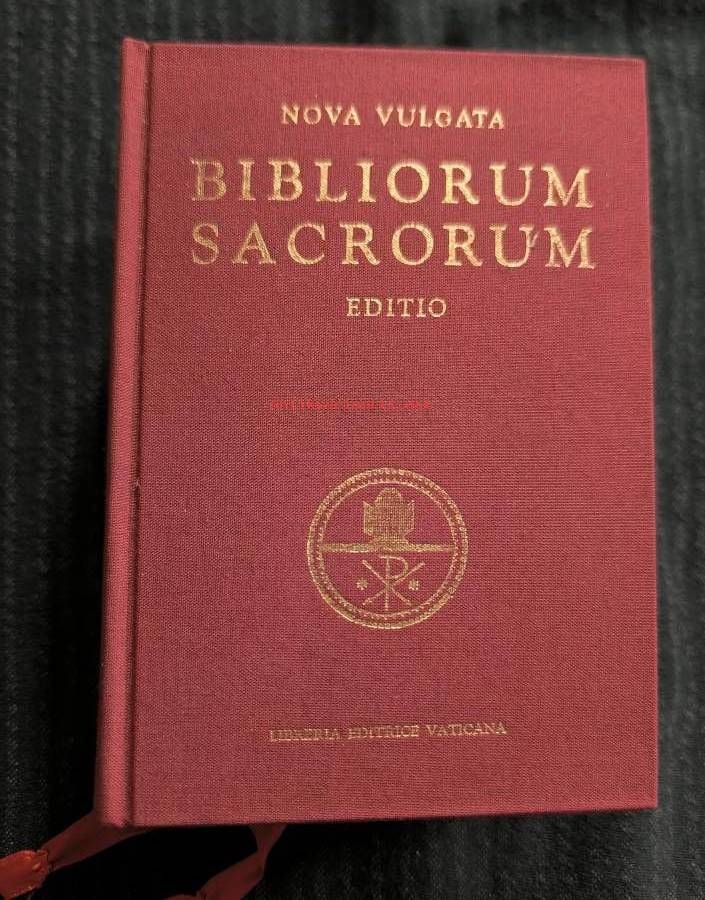 NOVA VULGATA
BIBLIORUM
SACRORUM
EDITIO
LIBRERIA EDITRICE VATICANA